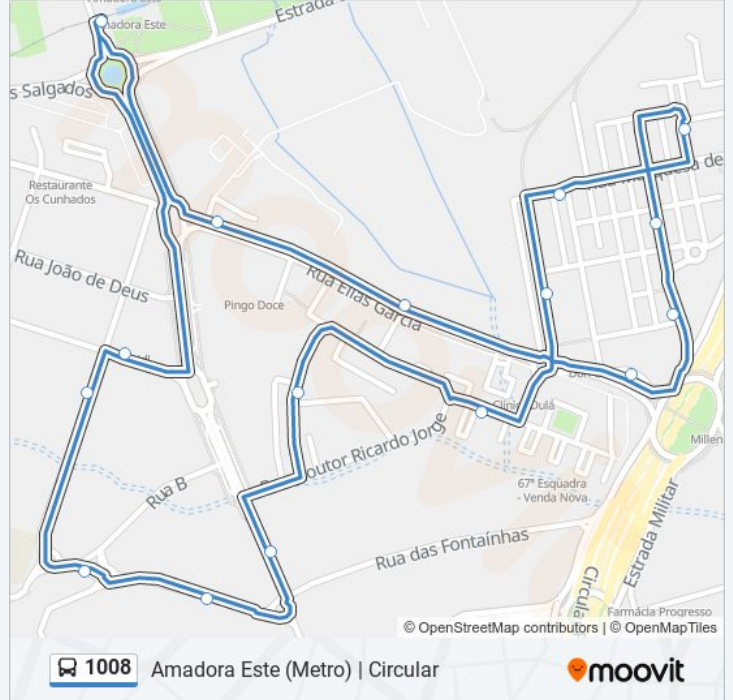 Amadora Este
Estrada
s Salgados
Restaurante
Os Cunhados
Rua João de Deus
Pingo Doce
Rua Elias Garcia
Clínica Dulá
outor Ricardo Jorge
Rua B
67ª Esquadra
- Venda Nova
Millen
Rua das Fontaínhas
Estrada Militar
Circula
Farmácia Progresso
© OpenStreetMap contributors | © OpenMapTiles
1008 Amadora Este (Metro) | Circular
moovit